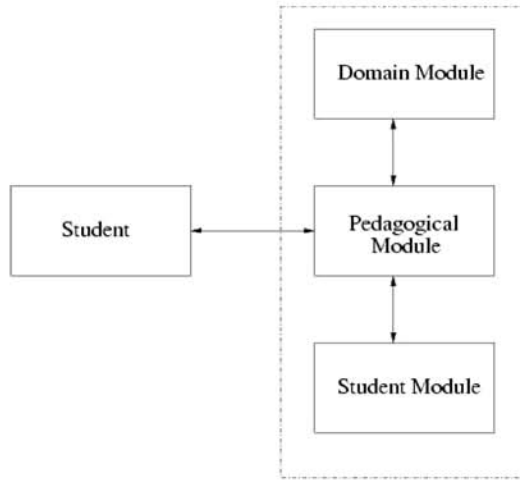 Domain Module
Student
Pedagogical
Module
Student Module